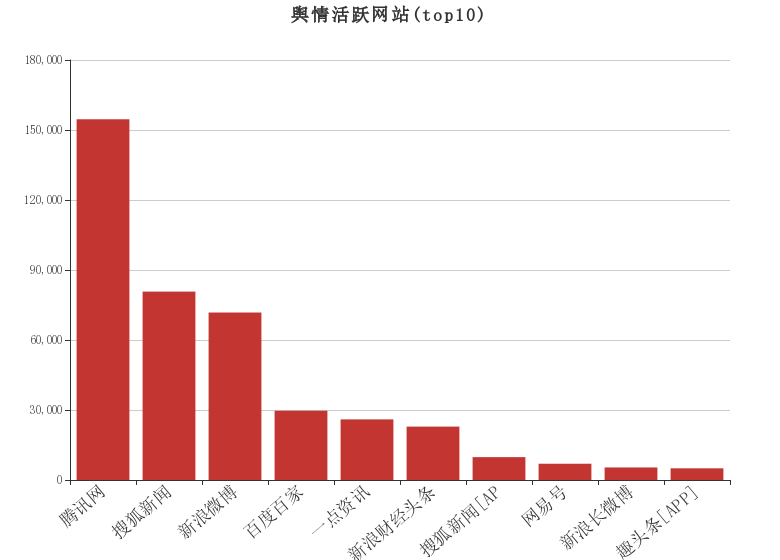 舆情活跃网站(top10)
180,000
150,000
120,000
90,000
60,000
30,000
0
腾讯网
搜狐新闻
新浪微博
百度百家
一点资讯
新浪财经头条
搜狐新闻[AP
网易号
新浪长微博
趣头条[APP]